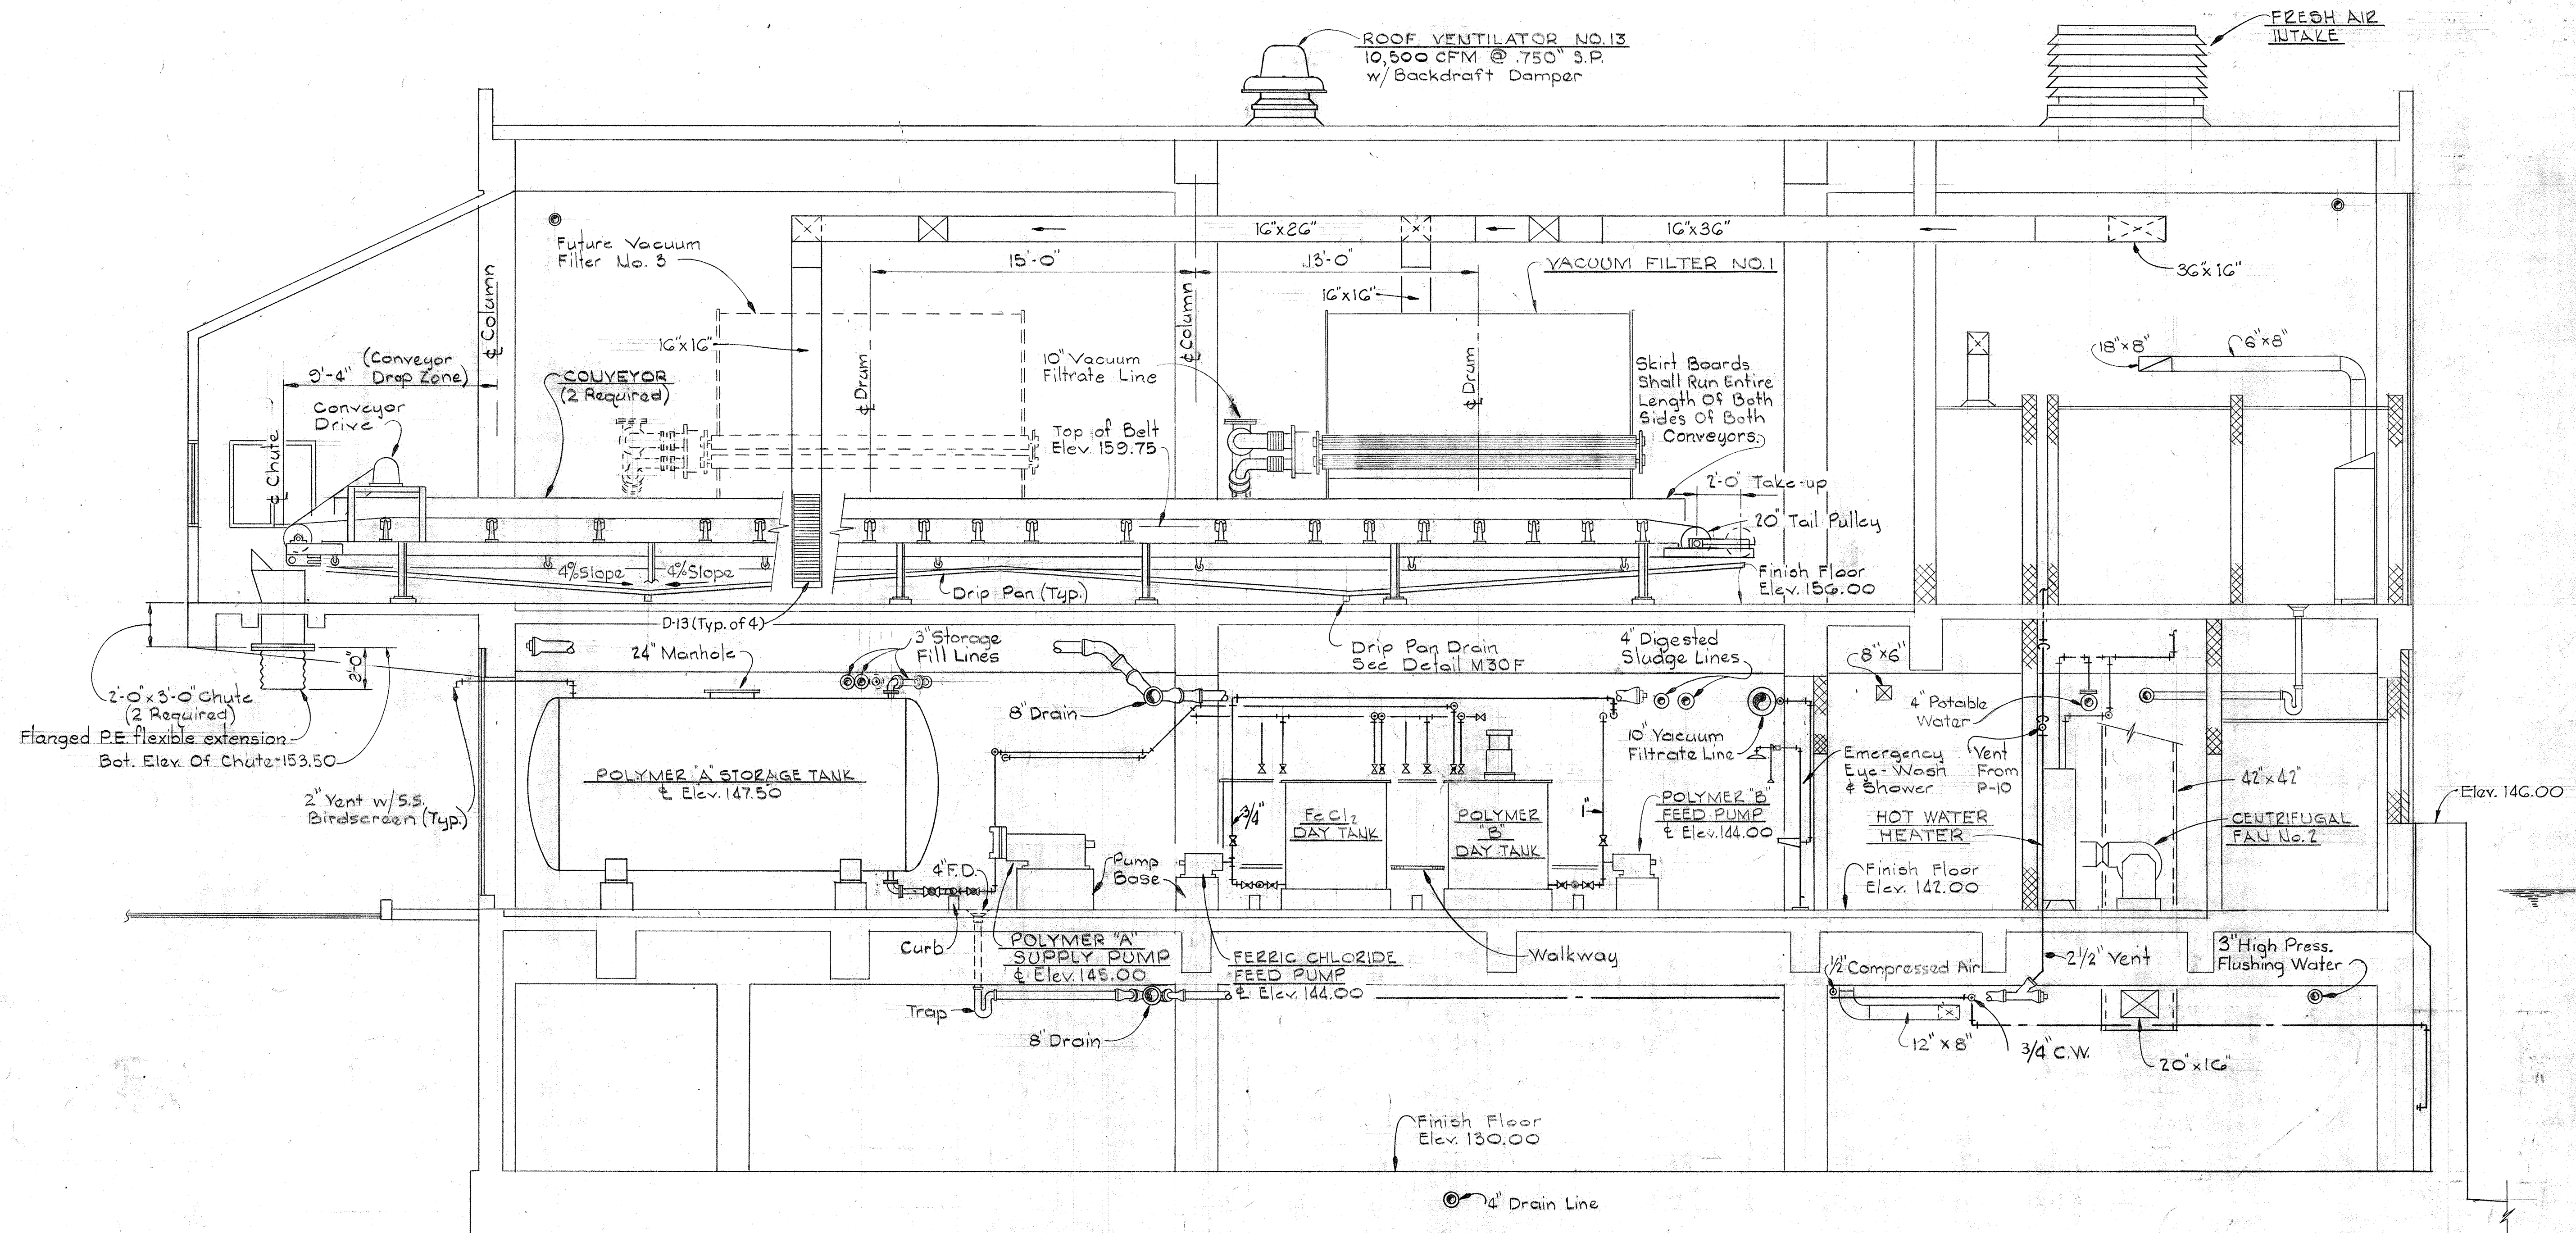 FRESH AIR
INTAKE
ROOF VENTILATOR NO.13
10,500 CFM @ .750" S.P.
w/ Backdraft Damper
Future Vacuum
Filter No. 3
16"x26"
16"x36"
36"x16"
15'-0"
13'-0"
VACUUM FILTER NO.1
16"x16"
℄ Column
℄ Column
16"x16"
18"x8"
6"x8"
9'-4"
(Conveyor
Drop Zone)
CONVEYOR
(2 Required)
Conveyor
Drive
℄ Chute
℄ Drum
℄ Drum
10" Vacuum
Filtrate Line
Top of Belt
Elev. 159.75
Skirt Boards
Shall Run Entire
Length Of Both
Sides Of Both
Conveyors.
2'-0" Take-up
20" Tail Pulley
4% Slope
4% Slope
Drip Pan (Typ.)
Finish Floor
Elev. 156.00
D-13 (Typ. of 4)
24" Manhole
3" Storage
Fill Lines
Drip Pan Drain
See Detail M30F
4" Digested
Sludge Lines
8"x6"
2'-0"
2'-0"x3'-0" Chute
(2 Required)
Flanged P.E. flexible extension
Bot. Elev. Of Chute-153.50
2" Vent w/S.S.
Birdscreen (Typ.)
8" Drain
10" Vacuum
Filtrate Line
4" Potable
Water
Emergency
Eye-Wash
& Shower
Vent
From
P-10
42"x42"
Elev. 146.00
POLYMER "A" STORAGE TANK
℄ Elev. 147.50
3/4"
FeCl2
DAY TANK
POLYMER
"B"
DAY TANK
1"
POLYMER "B"
FEED PUMP
℄ Elev. 144.00
HOT WATER
HEATER
CENTRIFUGAL
FAN No. 2
4" F.D.
Pump
Base
Finish Floor
Elev. 142.00
Curb
POLYMER "A"
SUPPLY PUMP
℄ Elev. 145.00
FERRIC CHLORIDE
FEED PUMP
℄ Elev. 144.00
Walkway
1/2" Compressed Air
2 1/2" Vent
3" High Press.
Flushing Water
Trap
8" Drain
12" x 8"
3/4" C.W.
20"x16"
Finish Floor
Elev. 130.00
4" Drain Line